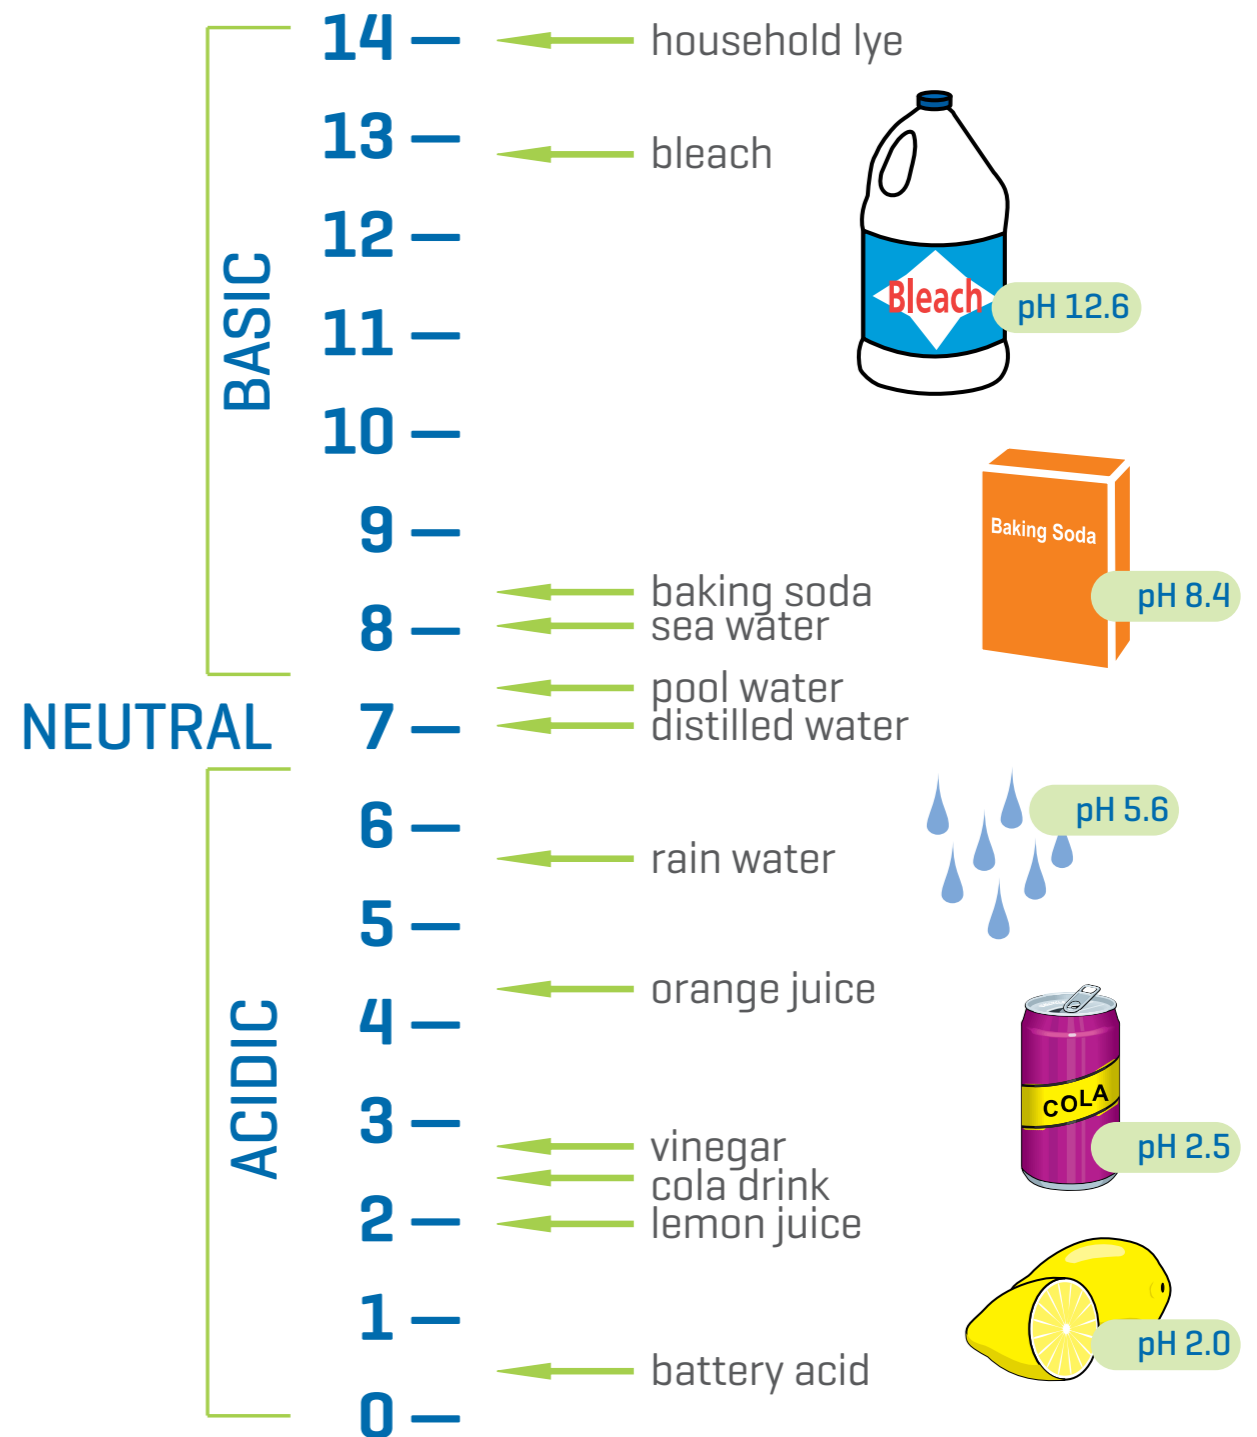 14 household lye
13
bleach
12
Bleach
pH 12.6
11
BASIC
10
9
Baking Soda
baking soda
pH 8.4
8
sea water
pool water
NEUTRAL 7
distilled water
6
pH 5.6
rain water
5
orange juice
4
ACIDIC
3
COLA
vinegar
pH 2.5
cola drink
2 lemon juice
1
pH 2.0
battery acid
0